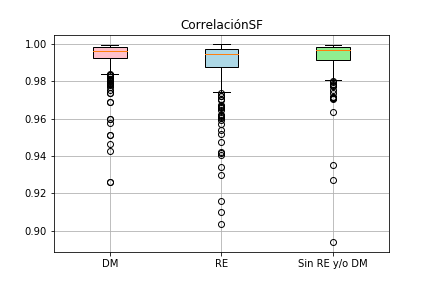 CorrelaciónSF
1.00
0.98
0.96
0.94
0.92
0.90
DM
RE
Sin RE y/o DM